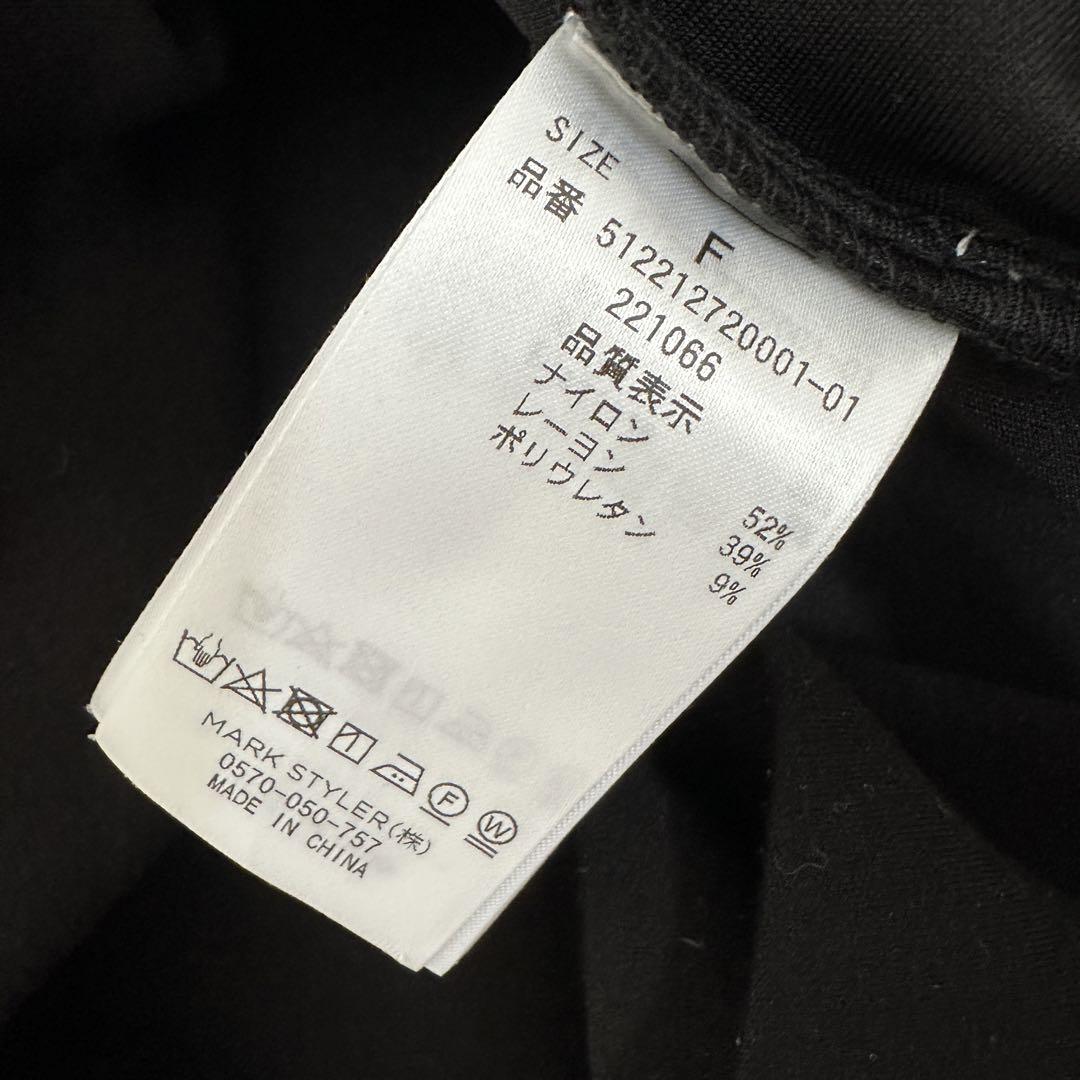 SIZE F
品番 512212720001-01
221066
品質表示
ナイロン 52%
レーヨン 39%
ポリウレタン 9%
F W
MARK STYLER(株)
0570-050-757
MADE IN CHINA